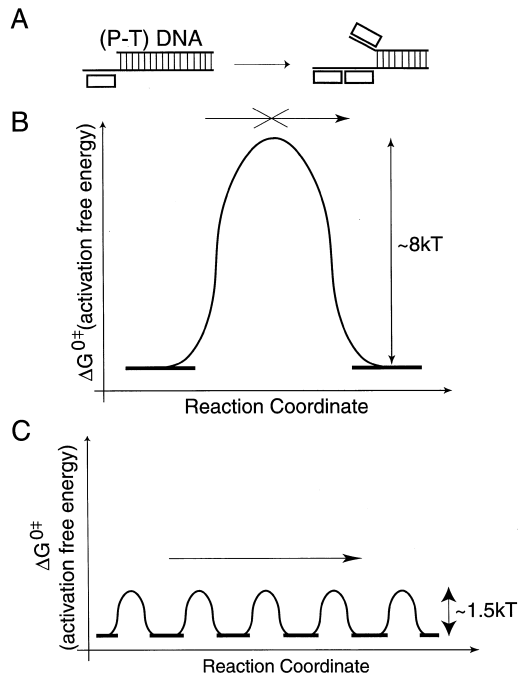 A
(P-T) DNA
B
ΔG⁰‡(activation free energy)
~8kT
Reaction Coordinate
C
ΔG⁰‡
(activation free energy)
~1.5kT
Reaction Coordinate